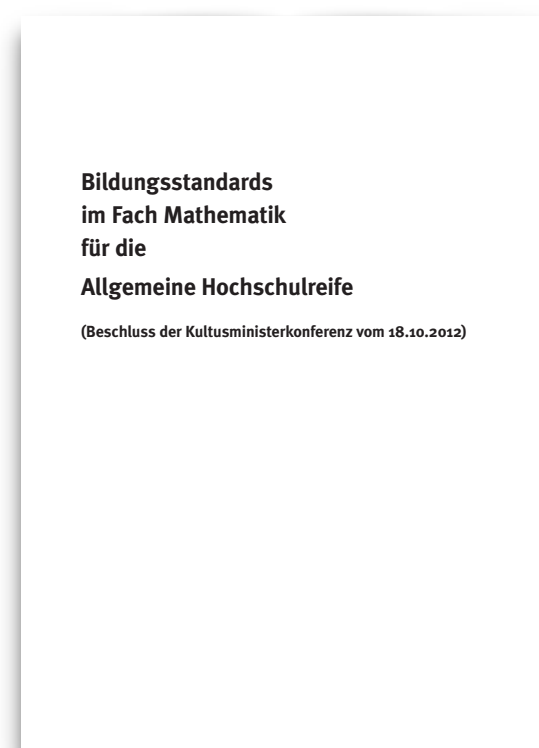 Bildungsstandards
im Fach Mathematik
für die
Allgemeine Hochschulreife
(Beschluss der Kultusministerkonferenz vom 18.10.2012)